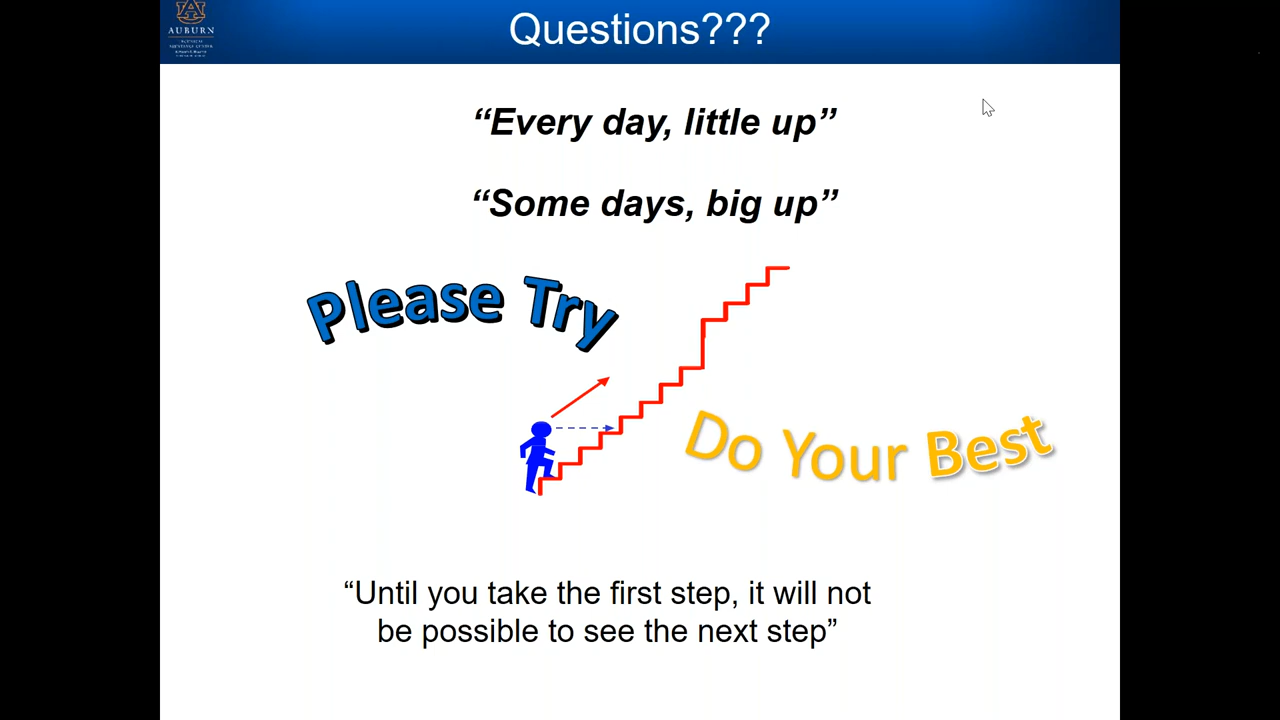 AUBURN
Questions???
“Every day, little up”
“Some days, big up”
Please Try
Do Your Best
“Until you take the first step, it will not
be possible to see the next step”